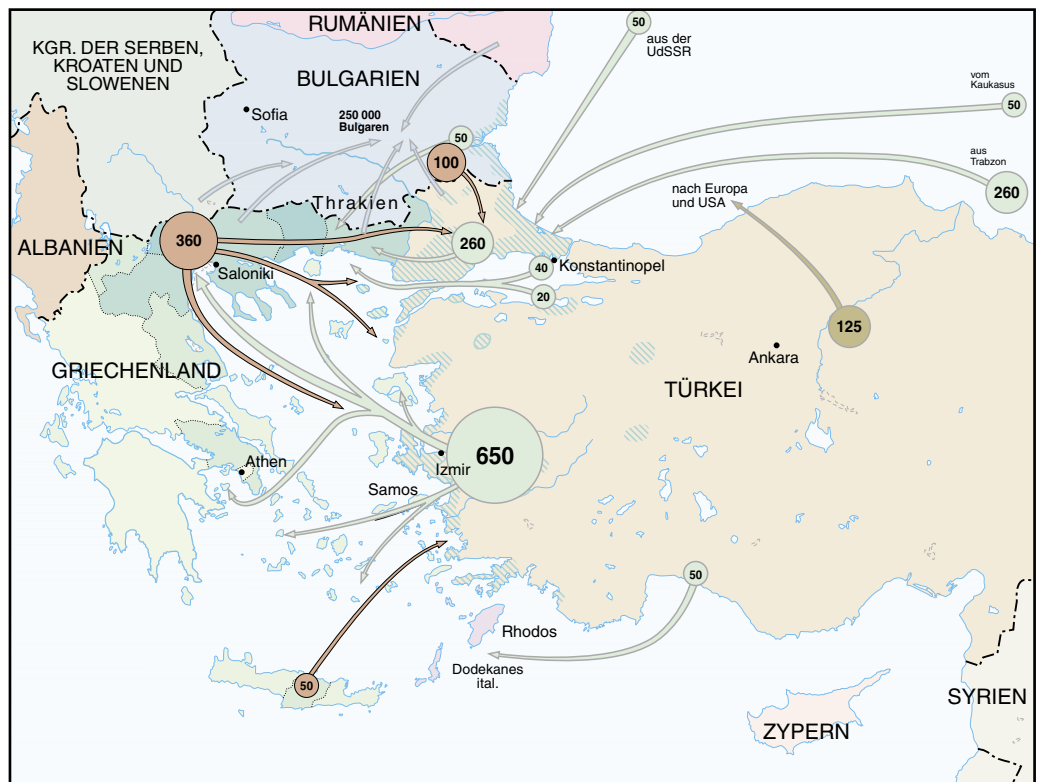 RUMÄNIEN
50
aus der
UdSSR
KGR. DER SERBEN,
KROATEN UND
SLOWENEN
BULGARIEN
vom
Kaukasus
50
Sofia
250 000
Bulgaren
50
100
aus
Trabzon
260
nach Europa
und USA
Thrakien
ALBANIEN
360
260
Saloniki
40
Konstantinopel
20
125
Ankara
GRIECHENLAND
TÜRKEI
650
Athen
Izmir
Samos
50
Rhodos
Dodekanes
ital.
50
SYRIEN
ZYPERN